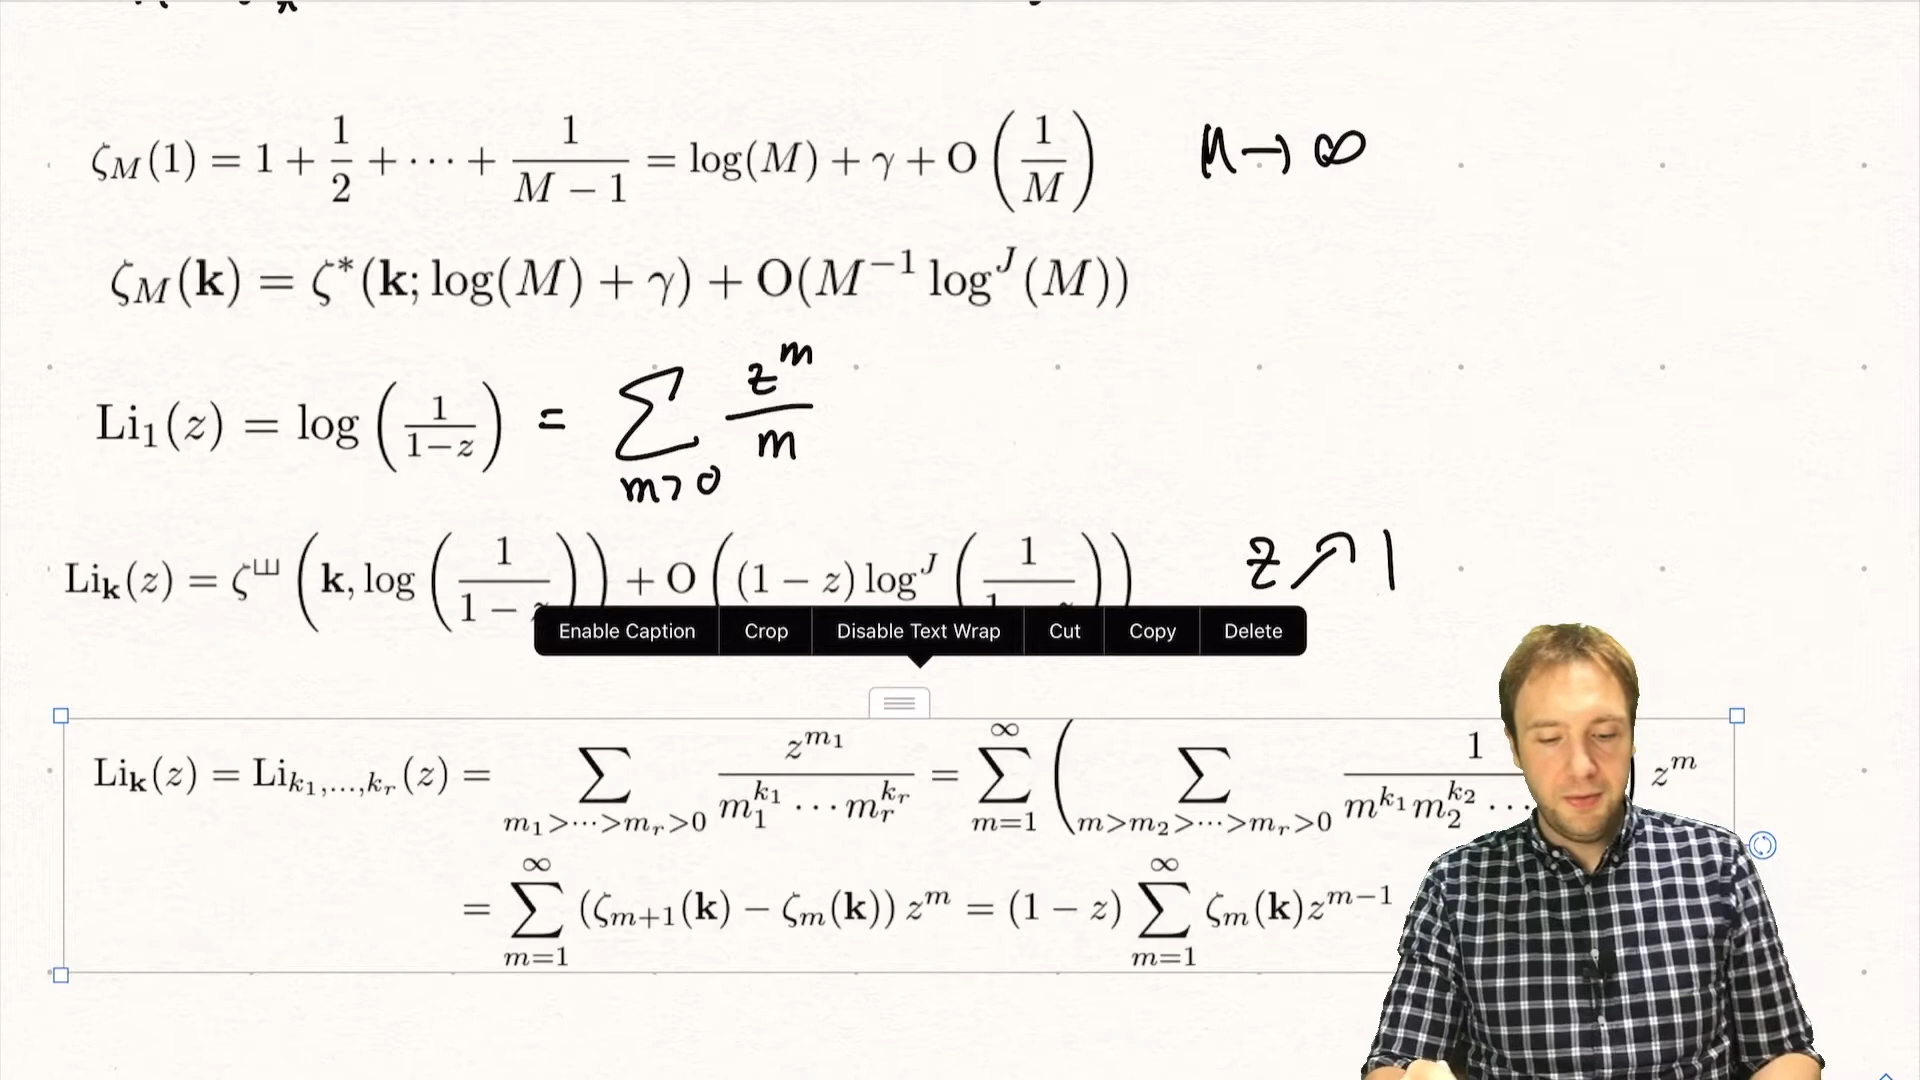 ζ_M(1) = 1 + 1/2 + ⋯ + 1/(M − 1) = log(M) + γ + O(1/M) M → ∞
ζ_M(𝐤) = ζ*(𝐤; log(M) + γ) + O(M^{−1} log^J(M))
Li_1(z) = log(1/(1−z)) = ∑_{m>0} z^m/m
Li_𝐤(z) = ζ^ш(𝐤, log(1/(1 − z))) + O((1 − z) log^J(1/(1 − z))) z ↗ 1
Enable Caption Crop Disable Text Wrap Cut Copy Delete
Li_𝐤(z) = Li_{k_1,…,k_r}(z) = ∑_{m_1>⋯>m_r>0} z^{m_1}/(m_1^{k_1} ⋯ m_r^{k_r}) = ∑_{m=1}^∞ (∑_{m>m_2>⋯>m_r>0} 1/(m^{k_1} m_2^{k_2} ⋯ ) z^m
= ∑_{m=1}^∞ (ζ_{m+1}(𝐤) − ζ_m(𝐤)) z^m = (1 − z) ∑_{m=1}^∞ ζ_m(𝐤)z^{m−1}